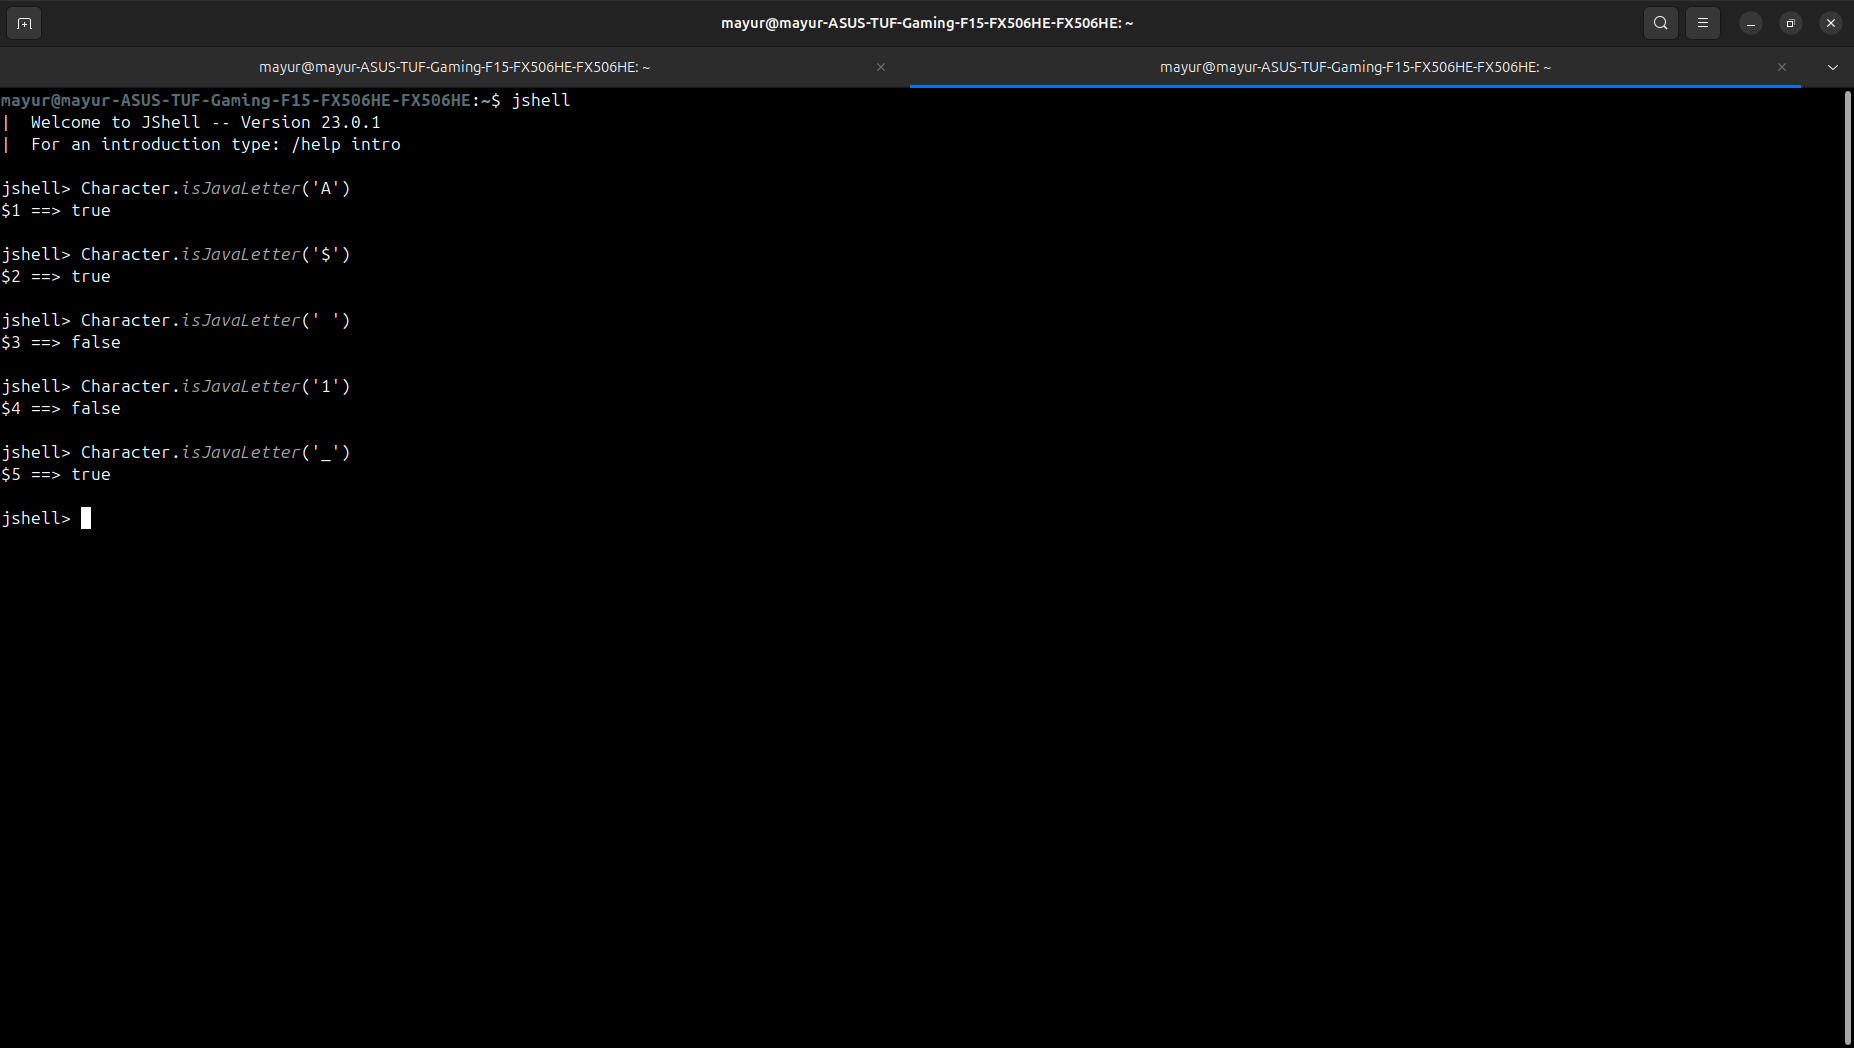 mayur@mayur-ASUS-TUF-Gaming-F15-FX506HE-FX506HE: ~
mayur@mayur-ASUS-TUF-Gaming-F15-FX506HE-FX506HE: ~
mayur@mayur-ASUS-TUF-Gaming-F15-FX506HE-FX506HE: ~
mayur@mayur-ASUS-TUF-Gaming-F15-FX506HE-FX506HE:~$ jshell
|  Welcome to JShell -- Version 23.0.1
|  For an introduction type: /help intro
jshell> Character.isJavaLetter('A')
$1 ==> true
jshell> Character.isJavaLetter('$')
$2 ==> true
jshell> Character.isJavaLetter(' ')
$3 ==> false
jshell> Character.isJavaLetter('1')
$4 ==> false
jshell> Character.isJavaLetter('_')
$5 ==> true
jshell>